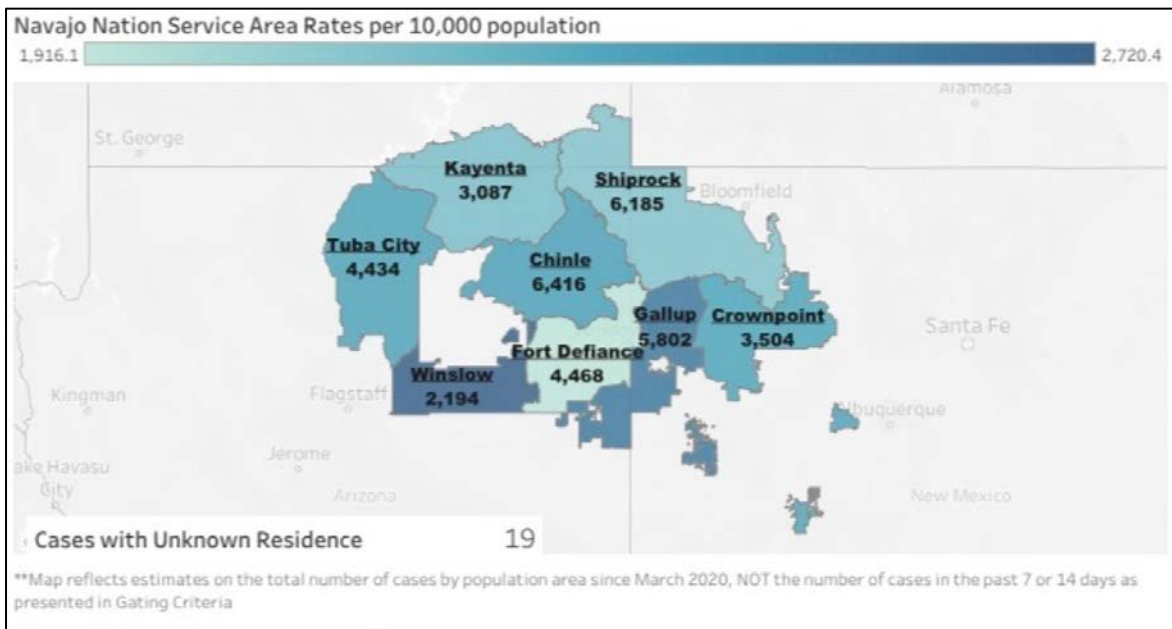 Navajo Nation Service Area Rates per 10,000 population
1,916.1
2,720.4
Alamosa
St. George
Kayenta
3,087
Shiprock
6,185
Bloomfield
Tuba City
4,434
Chinle
6,416
Gallup
5,802
Crownpoint
3,504
Santa Fe
Fort Defiance
4,468
Winslow
2,194
Kingman
Flagstaff
Albuquerque
Jerome
ake Havasu
City
Arizona
New Mexico
Cases with Unknown Residence 19
**Map reflects estimates on the total number of cases by population area since March 2020, NOT the number of cases in the past 7 or 14 days as
presented in Gating Criteria